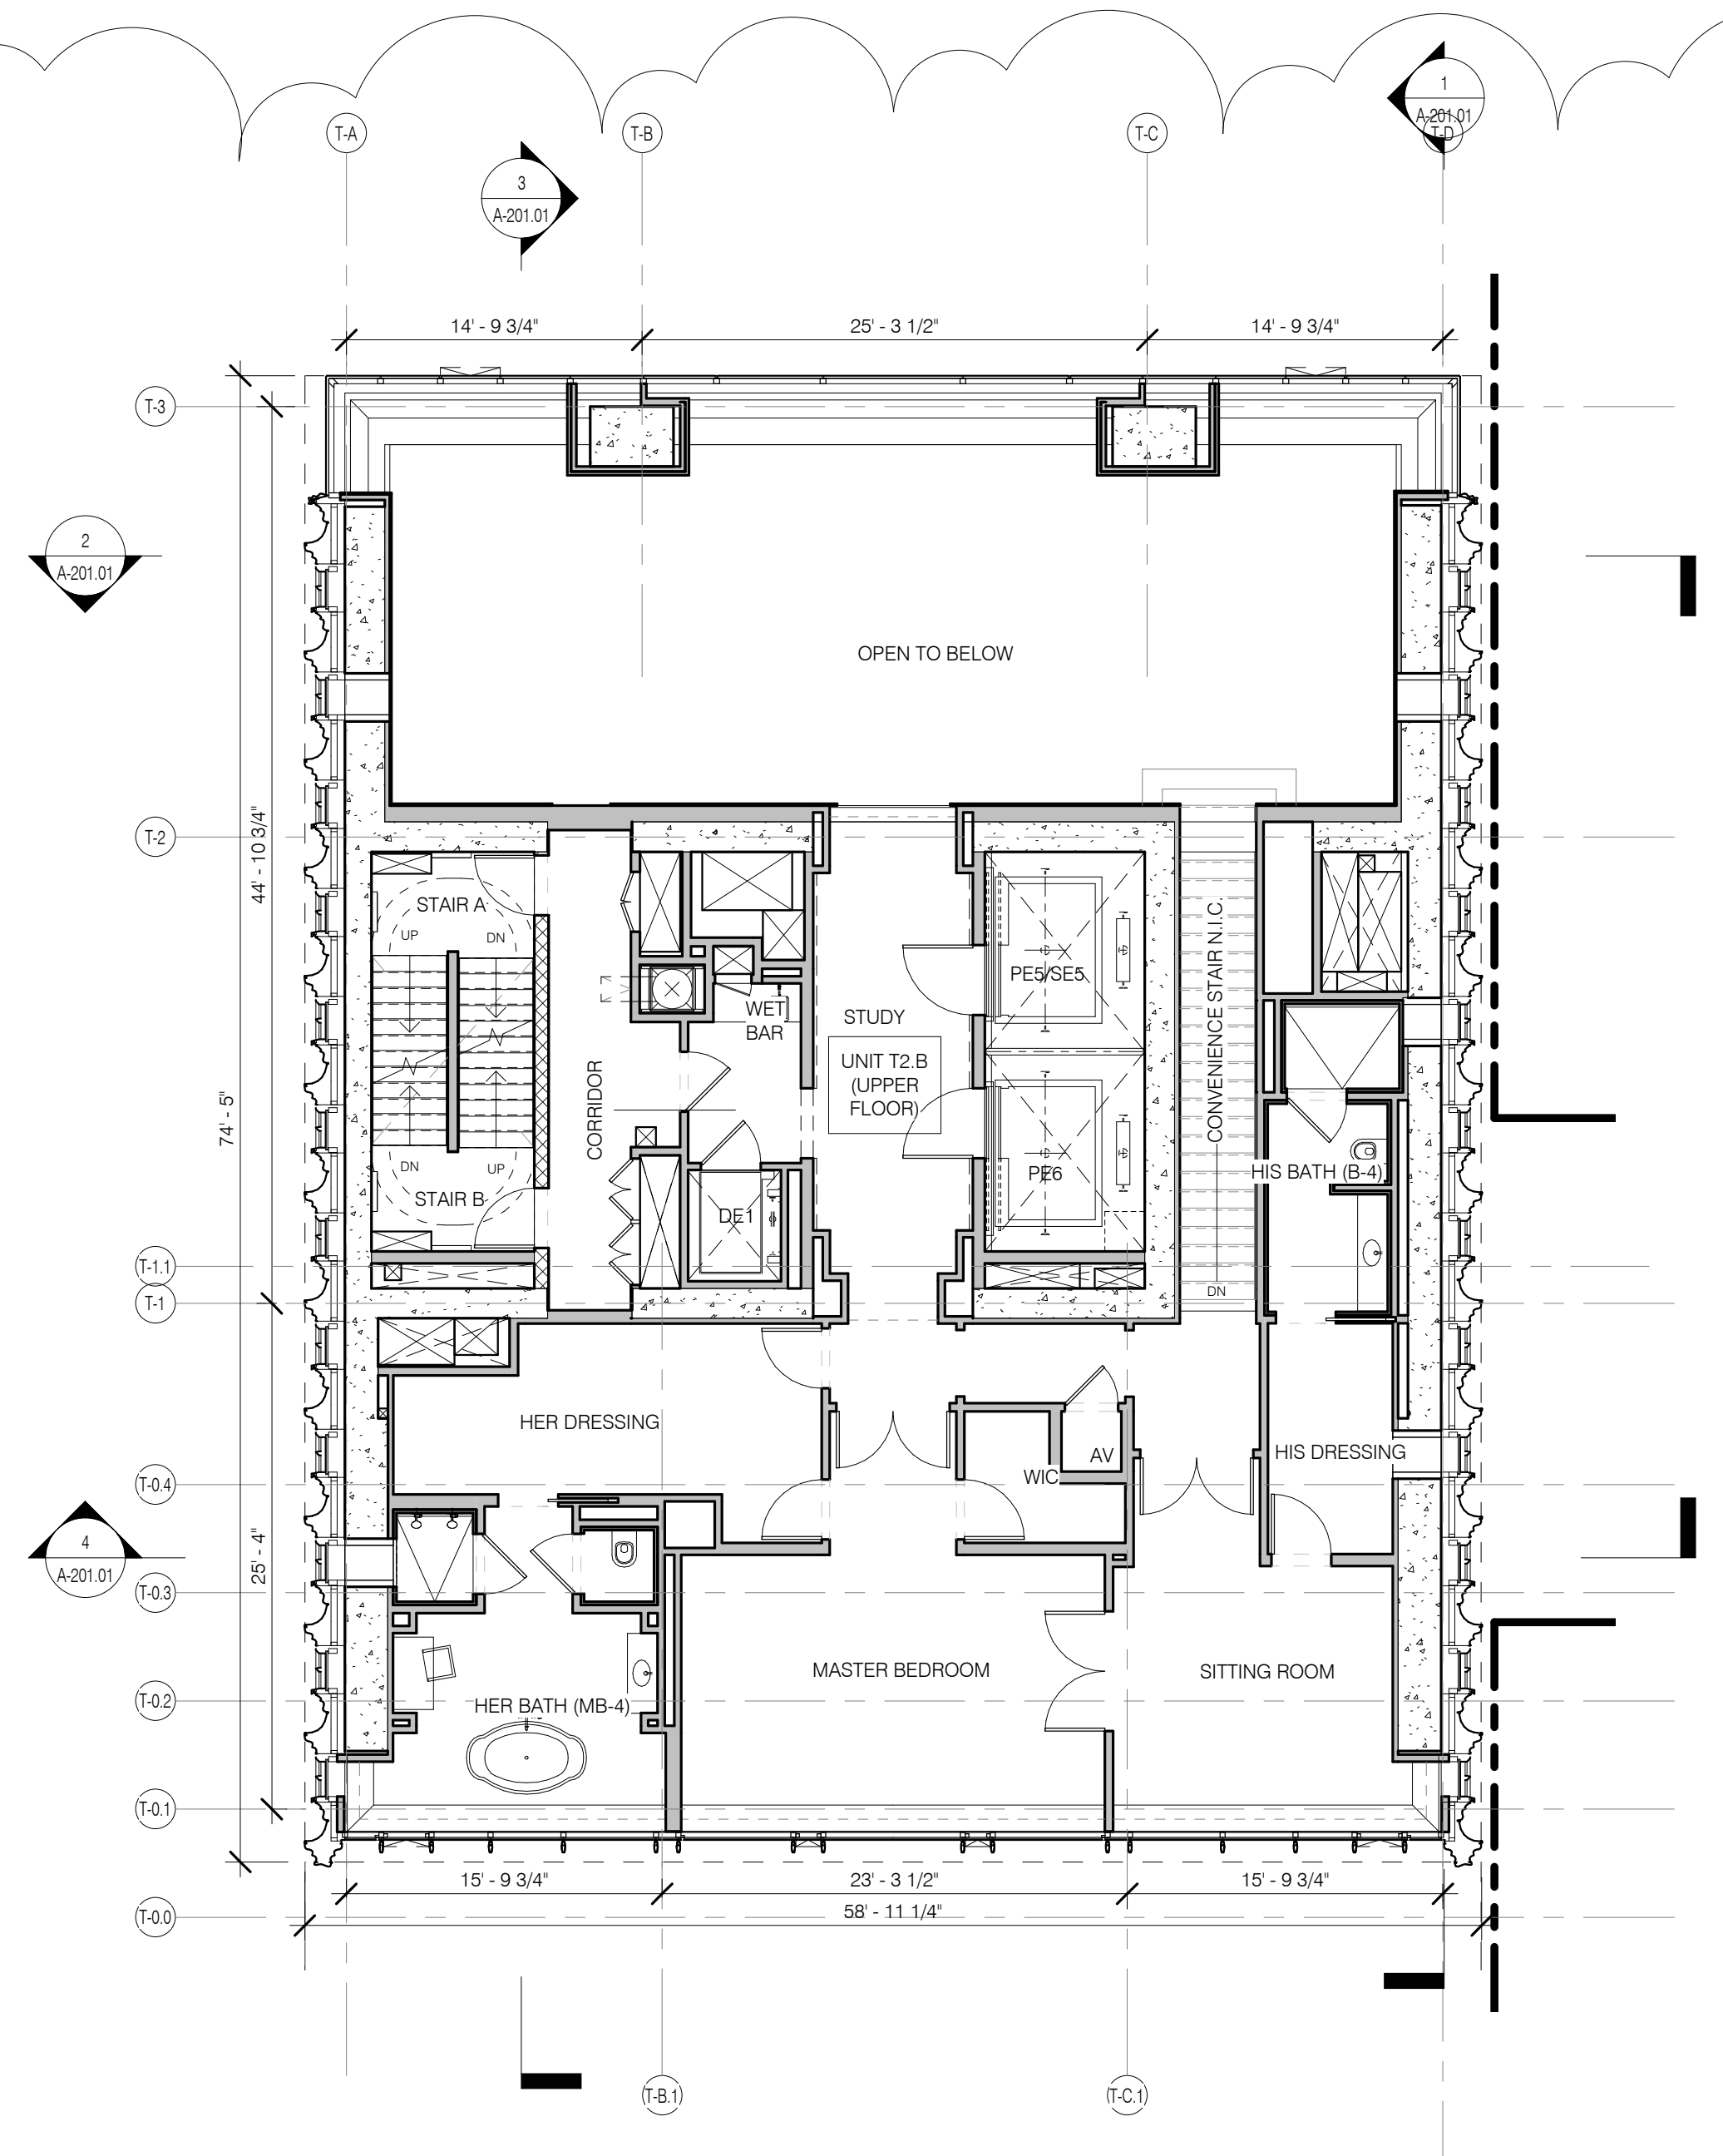 1
A-201.01
T-A
T-B
T-C
T-D
3
A-201.01
14' - 9 3/4"
25' - 3 1/2"
14' - 9 3/4"
T-3
2
A-201.01
OPEN TO BELOW
44' - 10 3/4"
T-2
STAIR A
UP
DN
PE5/SE5
CONVENIENCE STAIR N.I.C.
WET
BAR
STUDY
UNIT T2.B
(UPPER
FLOOR)
CORRIDOR
74' - 5"
DN
UP
STAIR B
PE6
HIS BATH (B-4)
DE1
T-1.1
T-1
DN
HER DRESSING
WIC
AV
HIS DRESSING
T-0.4
4
A-201.01
25' - 4"
T-0.3
MASTER BEDROOM
SITTING ROOM
T-0.2
HER BATH (MB-4)
T-0.1
15' - 9 3/4"
23' - 3 1/2"
15' - 9 3/4"
58' - 11 1/4"
T-0.0
T-B.1
T-C.1